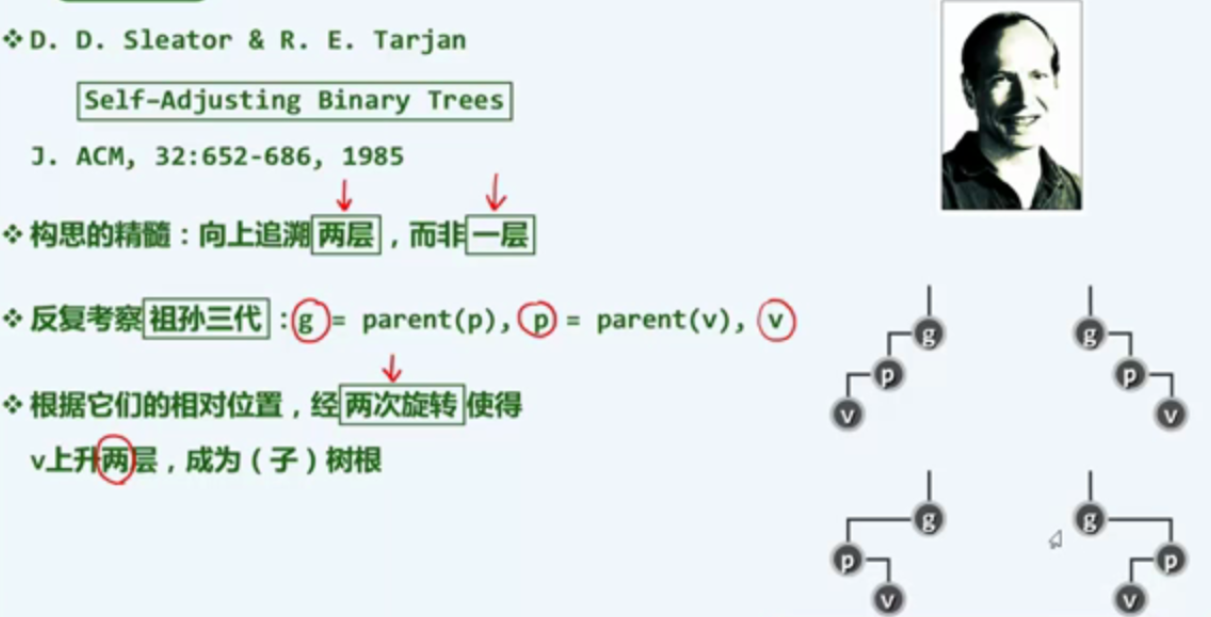 ❖D. D. Sleator & R. E. Tarjan
Self-Adjusting Binary Trees
J. ACM, 32:652-686, 1985
❖构思的精髓：向上追溯两层，而非一层
❖反复考察祖孙三代：g = parent(p), p = parent(v), v
❖根据它们的相对位置，经两次旋转使得
v上升两层，成为（子）树根
g g
p p
v v
g g
p p
v v